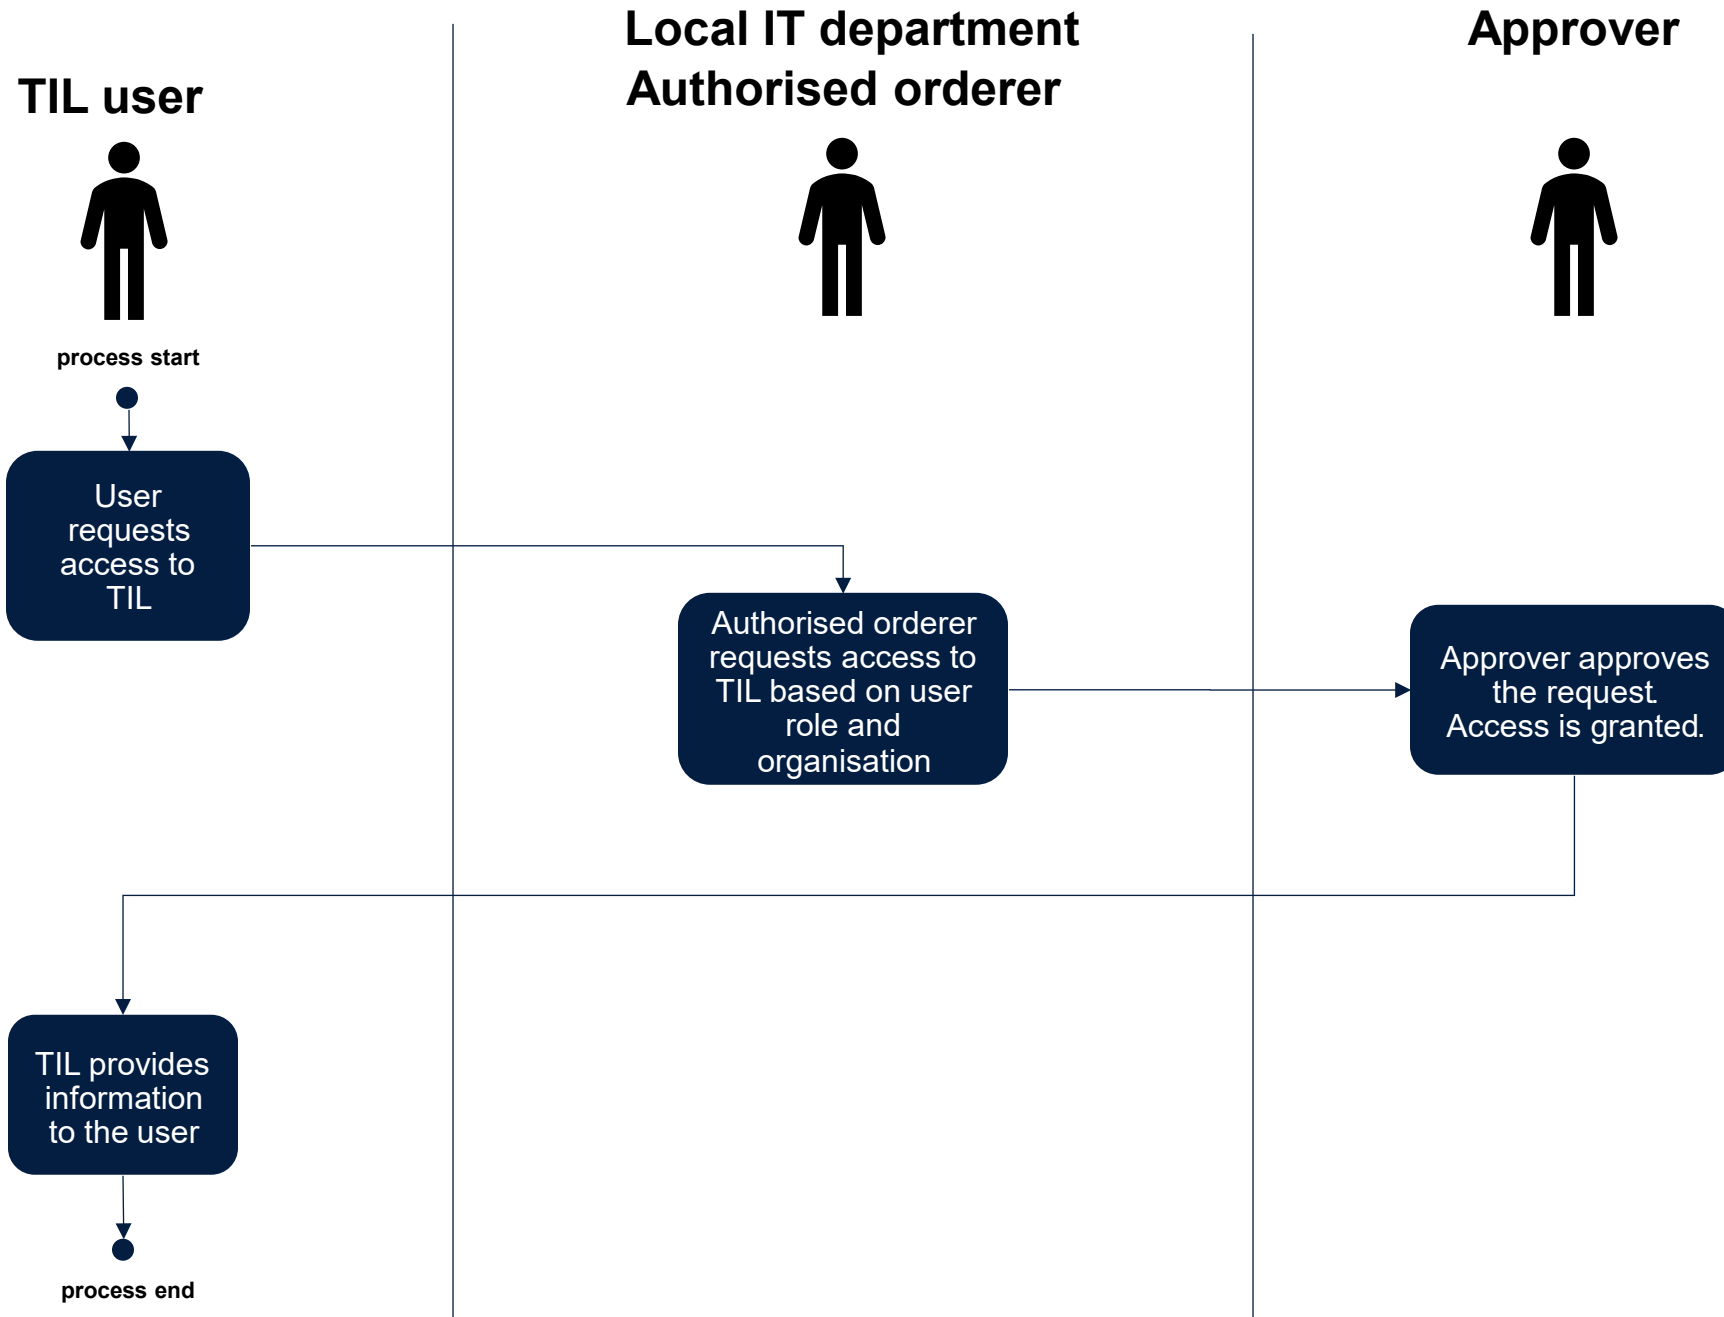 TIL user
Local IT department
Authorised orderer
Approver
process start
User
requests
access to
TIL
Authorised orderer
requests access to
TIL based on user
role and
organisation
Approver approves
the request.
Access is granted.
TIL provides
information
to the user
process end